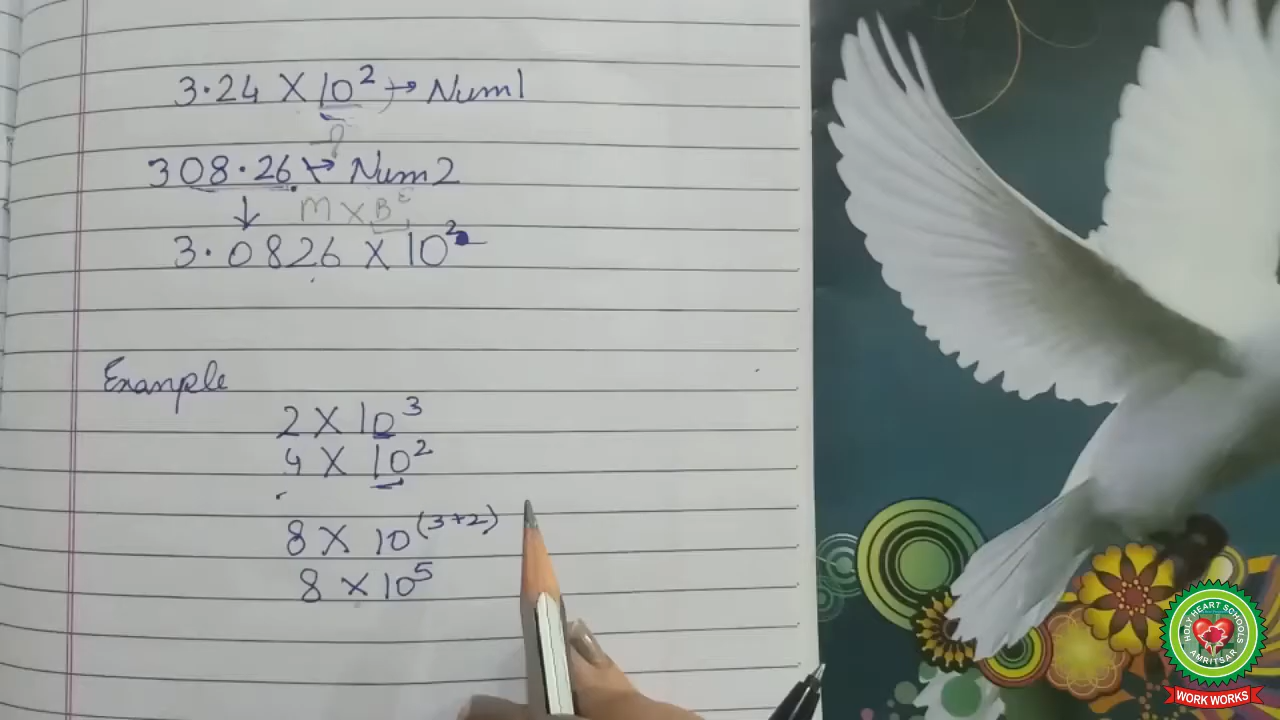 3.24 X 10² → Num1
308.26 → Num2
↓ M X Bᴱ
3.0826 X 10²
Example
2 X 10³
4 X 10²
8 X 10⁽³⁺²⁾
8 X 10⁵
HOLY HEART SCHOOLS
AMRITSAR
WORK WORKS